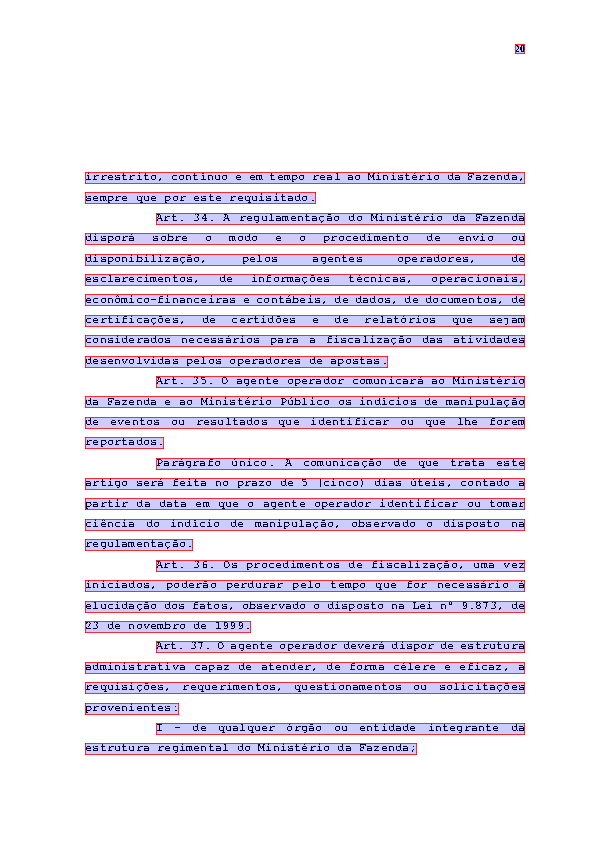 20
irrestrito, contínuo e em tempo real ao Ministério da Fazenda,
sempre que por este requisitado.
Art. 34. A regulamentação do Ministério da Fazenda
disporá sobre o modo e o procedimento de envio ou
disponibilização, pelos agentes operadores, de
esclarecimentos, de informações técnicas, operacionais,
econômico-financeiras e contábeis, de dados, de documentos, de
certificações, de certidões e de relatórios que sejam
considerados necessários para a fiscalização das atividades
desenvolvidas pelos operadores de apostas.
Art. 35. O agente operador comunicará ao Ministério
da Fazenda e ao Ministério Público os indícios de manipulação
de eventos ou resultados que identificar ou que lhe forem
reportados.
Parágrafo único. A comunicação de que trata este
artigo será feita no prazo de 5 (cinco) dias úteis, contado a
partir da data em que o agente operador identificar ou tomar
ciência do indício de manipulação, observado o disposto na
regulamentação.
Art. 36. Os procedimentos de fiscalização, uma vez
iniciados, poderão perdurar pelo tempo que for necessário à
elucidação dos fatos, observado o disposto na Lei nº 9.873, de
23 de novembro de 1999.
Art. 37. O agente operador deverá dispor de estrutura
administrativa capaz de atender, de forma célere e eficaz, a
requisições, requerimentos, questionamentos ou solicitações
provenientes:
I - de qualquer órgão ou entidade integrante da
estrutura regimental do Ministério da Fazenda;